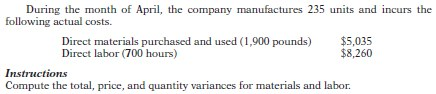 During the month of April, the company manufactures 235 units and incurs the
following actual costs.
Direct materials purchased and used (1,900 pounds) $5,035
Direct labor (700 hours) $8,260
Instructions
Compute the total, price, and quantity variances for materials and labor.